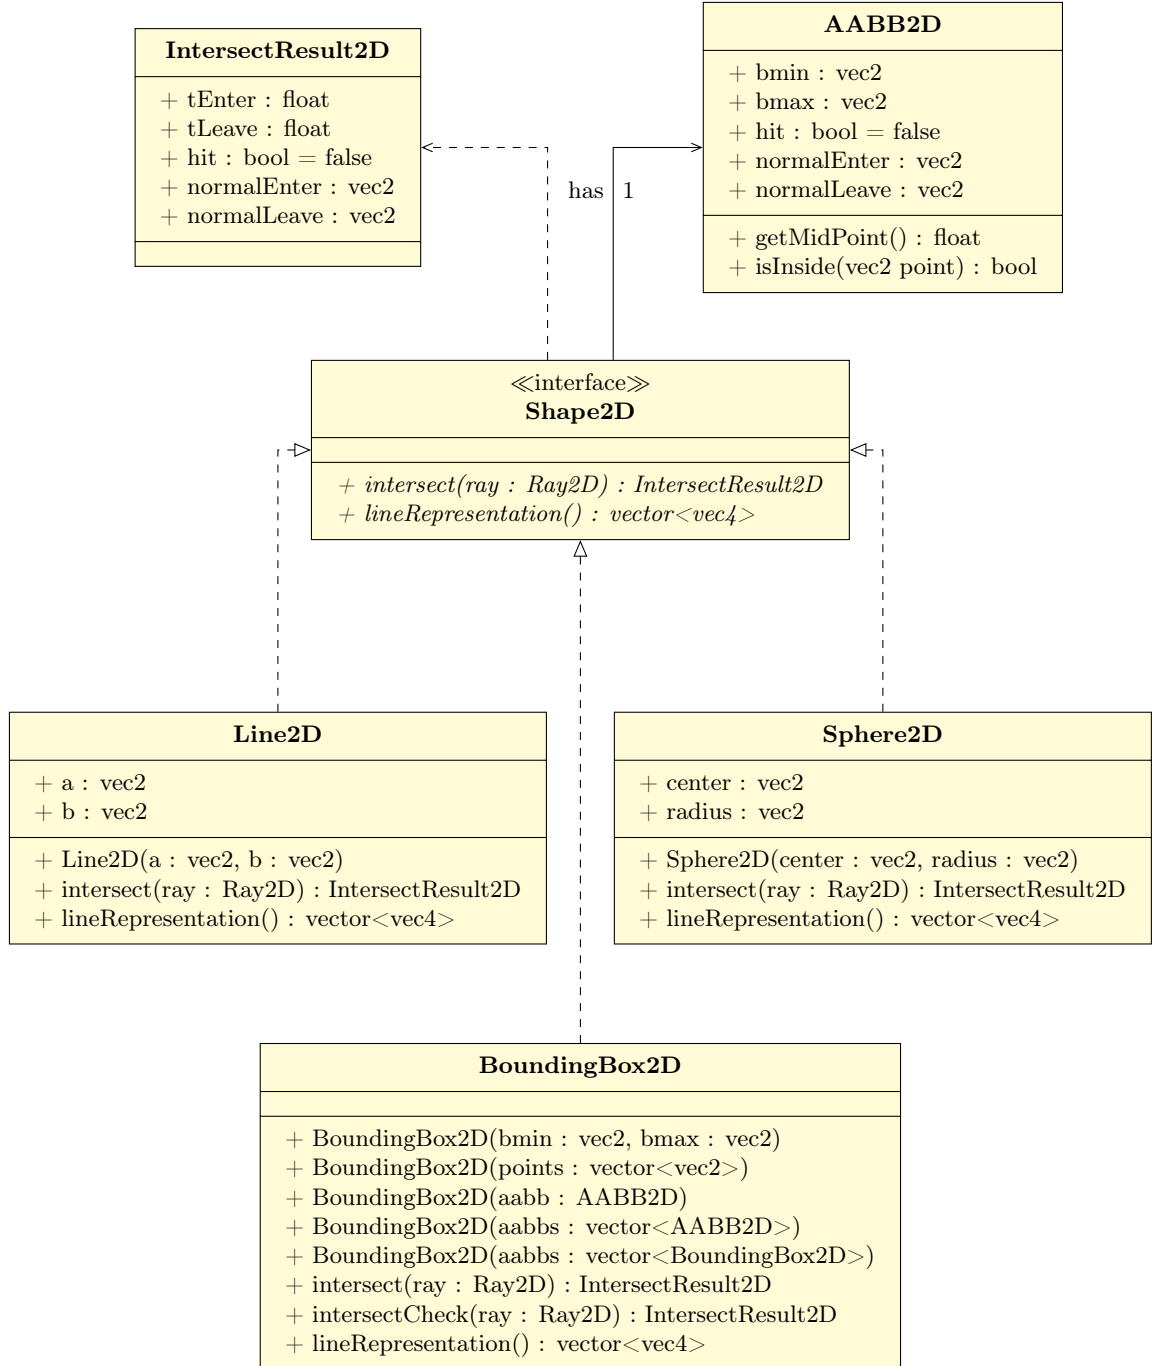 IntersectResult2D
+ tEnter : float
+ tLeave : float
+ hit : bool = false
+ normalEnter : vec2
+ normalLeave : vec2
AABB2D
+ bmin : vec2
+ bmax : vec2
+ hit : bool = false
+ normalEnter : vec2
+ normalLeave : vec2
+ getMidPoint() : float
+ isInside(vec2 point) : bool
has 1
≪interface≫
Shape2D
+ intersect(ray : Ray2D) : IntersectResult2D
+ lineRepresentation() : vector<vec4>
Line2D
+ a : vec2
+ b : vec2
+ Line2D(a : vec2, b : vec2)
+ intersect(ray : Ray2D) : IntersectResult2D
+ lineRepresentation() : vector<vec4>
Sphere2D
+ center : vec2
+ radius : vec2
+ Sphere2D(center : vec2, radius : vec2)
+ intersect(ray : Ray2D) : IntersectResult2D
+ lineRepresentation() : vector<vec4>
BoundingBox2D
+ BoundingBox2D(bmin : vec2, bmax : vec2)
+ BoundingBox2D(points : vector<vec2>)
+ BoundingBox2D(aabb : AABB2D)
+ BoundingBox2D(aabbs : vector<AABB2D>)
+ BoundingBox2D(aabbs : vector<BoundingBox2D>)
+ intersect(ray : Ray2D) : IntersectResult2D
+ intersectCheck(ray : Ray2D) : IntersectResult2D
+ lineRepresentation() : vector<vec4>